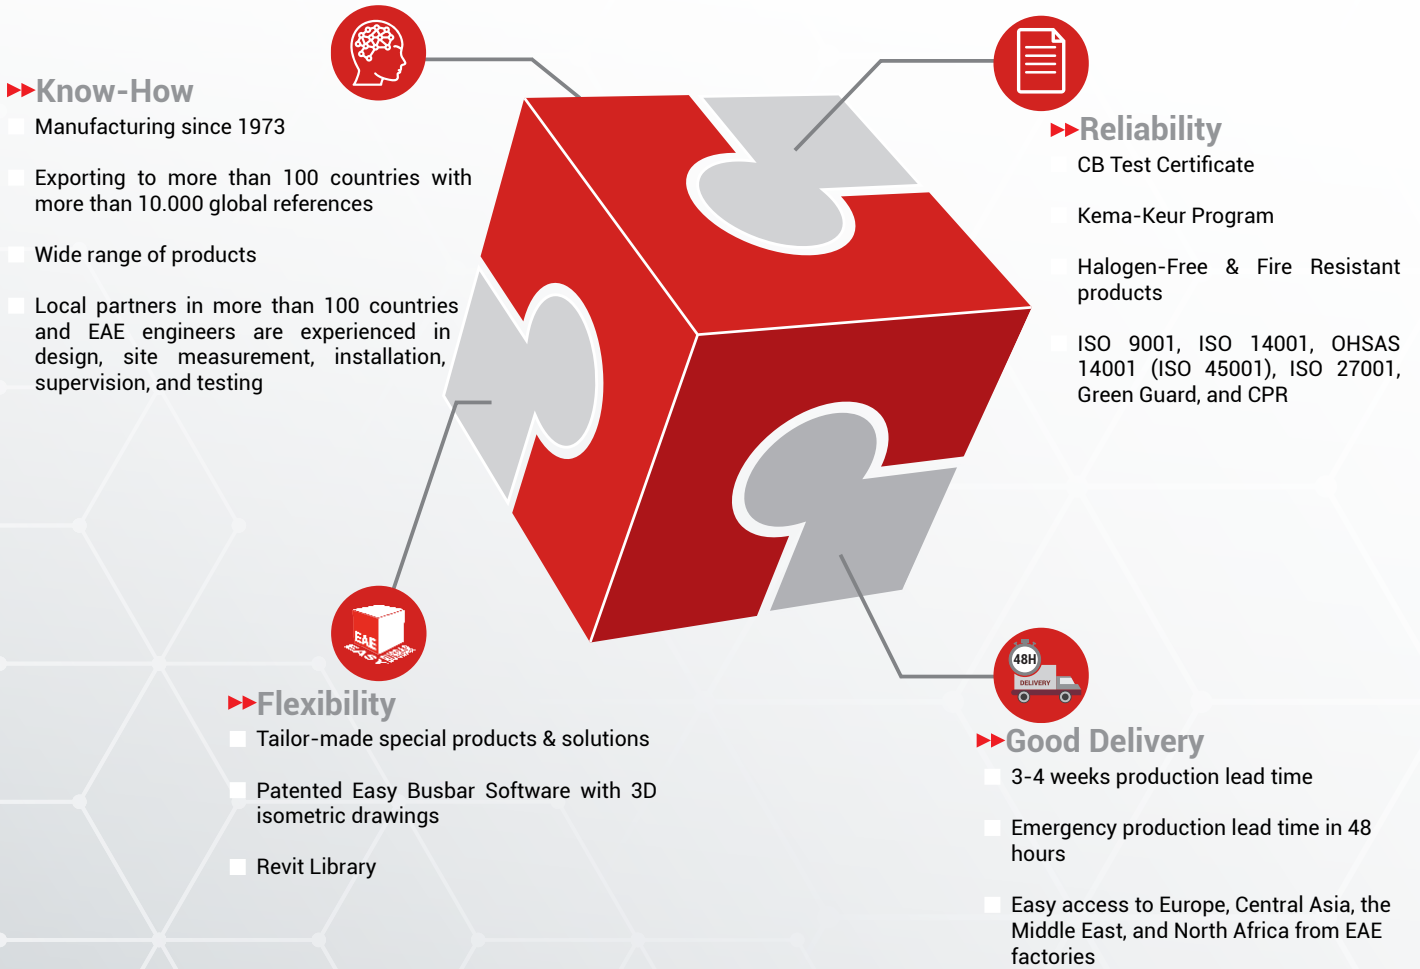 Know-How
Manufacturing since 1973
Exporting to more than 100 countries with
more than 10.000 global references
Wide range of products
Local partners in more than 100 countries
and EAE engineers are experienced in
design, site measurement, installation,
supervision, and testing
Reliability
CB Test Certificate
Kema-Keur Program
Halogen-Free & Fire Resistant
products
ISO 9001, ISO 14001, OHSAS
14001 (ISO 45001), ISO 27001,
Green Guard, and CPR
EAE
EASY BUSBAR
Flexibility
Tailor-made special products & solutions
Patented Easy Busbar Software with 3D
isometric drawings
Revit Library
48H
DELIVERY
Good Delivery
3-4 weeks production lead time
Emergency production lead time in 48
hours
Easy access to Europe, Central Asia, the
Middle East, and North Africa from EAE
factories